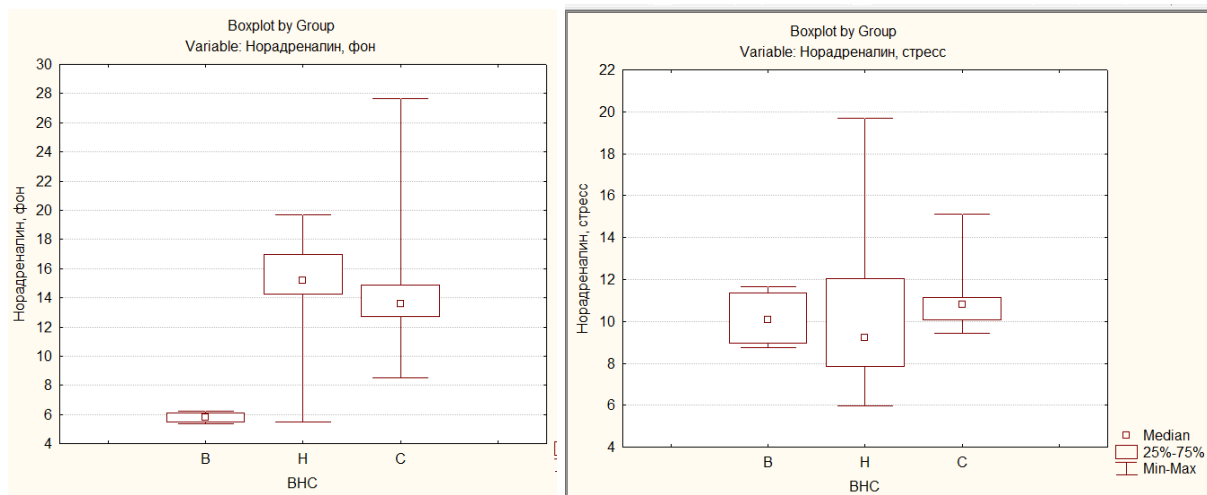 Boxplot by Group
Variable: Норадреналин, фон
30
28
26
24
22
20
18
16
14
12
10
8
6
4
Норадреналин, фон
В
Н
С
ВНС
Boxplot by Group
Variable: Норадреналин, стресс
22
20
18
16
14
12
10
8
6
4
Норадреналин, стресс
В
Н
С
ВНС
Median
25%-75%
Min-Max